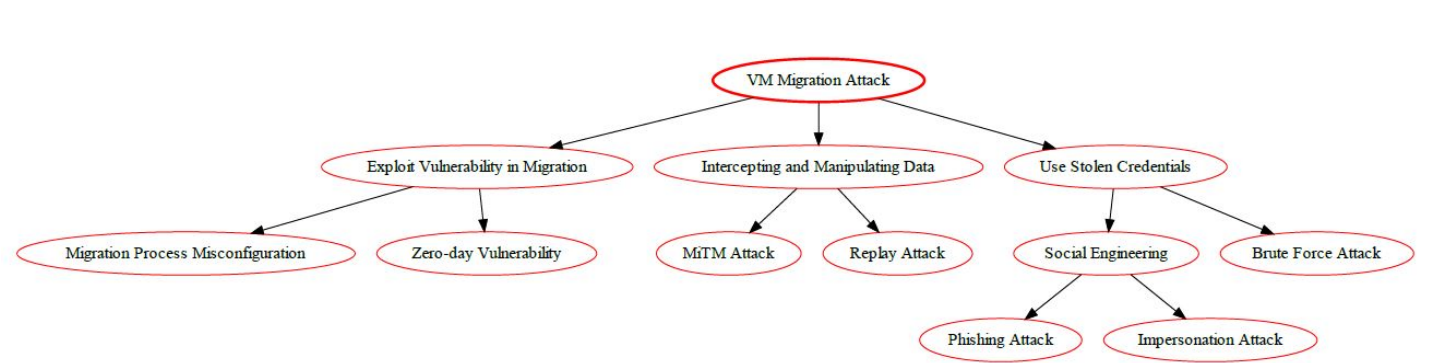 VM Migration Attack
Exploit Vulnerability in Migration
Intercepting and Manipulating Data
Use Stolen Credentials
Migration Process Misconfiguration
Zero-day Vulnerability
MiTM Attack
Replay Attack
Social Engineering
Brute Force Attack
Phishing Attack
Impersonation Attack